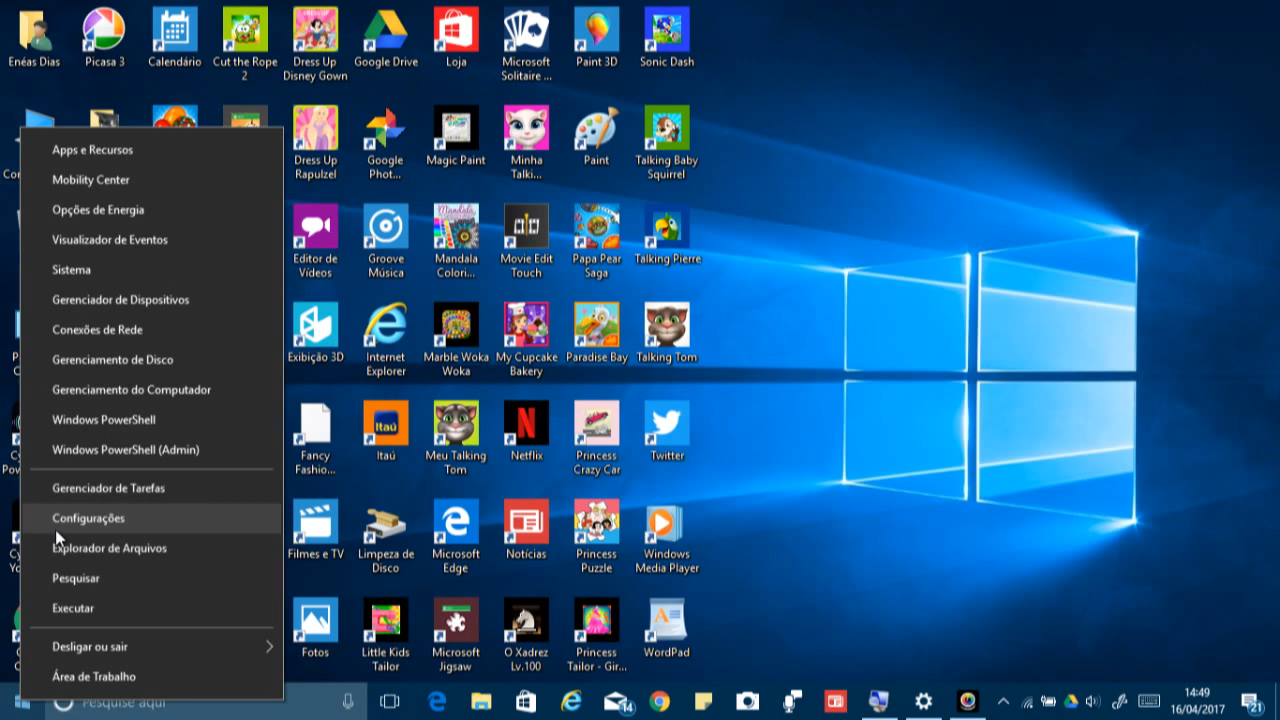 Enéas Dias
Picasa 3
Calendário
Cut the Rope
2
Dress Up
Disney Gown
Google Drive
Loja
Microsoft
Solitaire ...
Paint 3D
Sonic Dash
Dress Up
Rapulzel
Google
Phot...
Magic Paint
Minha
Talki...
Paint
Talking Baby
Squirrel
Editor de
Vídeos
Groove
Música
Mandala
Colori...
Movie Edit
Touch
Papa Pear
Saga
Talking Pierre
Exibição 3D
Internet
Explorer
Marble Woka
Woka
My Cupcake
Bakery
Paradise Bay
Talking Tom
Fancy
Fashio...
Itaú
Itaú
Meu Talking
Tom
Netflix
Princess
Crazy Car
Twitter
Filmes e TV
Limpeza de
Disco
Microsoft
Edge
Notícias
Princess
Puzzle
Windows
Media Player
Fotos
Little Kids
Tailor
Microsoft
Jigsaw
O Xadrez
Lv.100
Princess
Tailor - Gir...
WordPad
Apps e Recursos
Mobility Center
Opções de Energia
Visualizador de Eventos
Sistema
Gerenciador de Dispositivos
Conexões de Rede
Gerenciamento de Disco
Gerenciamento do Computador
Windows PowerShell
Windows PowerShell (Admin)
Gerenciador de Tarefas
Configurações
Explorador de Arquivos
Pesquisar
Executar
Desligar ou sair
Área de Trabalho
Pesquise aqui
14
14:49
16/04/2017
21